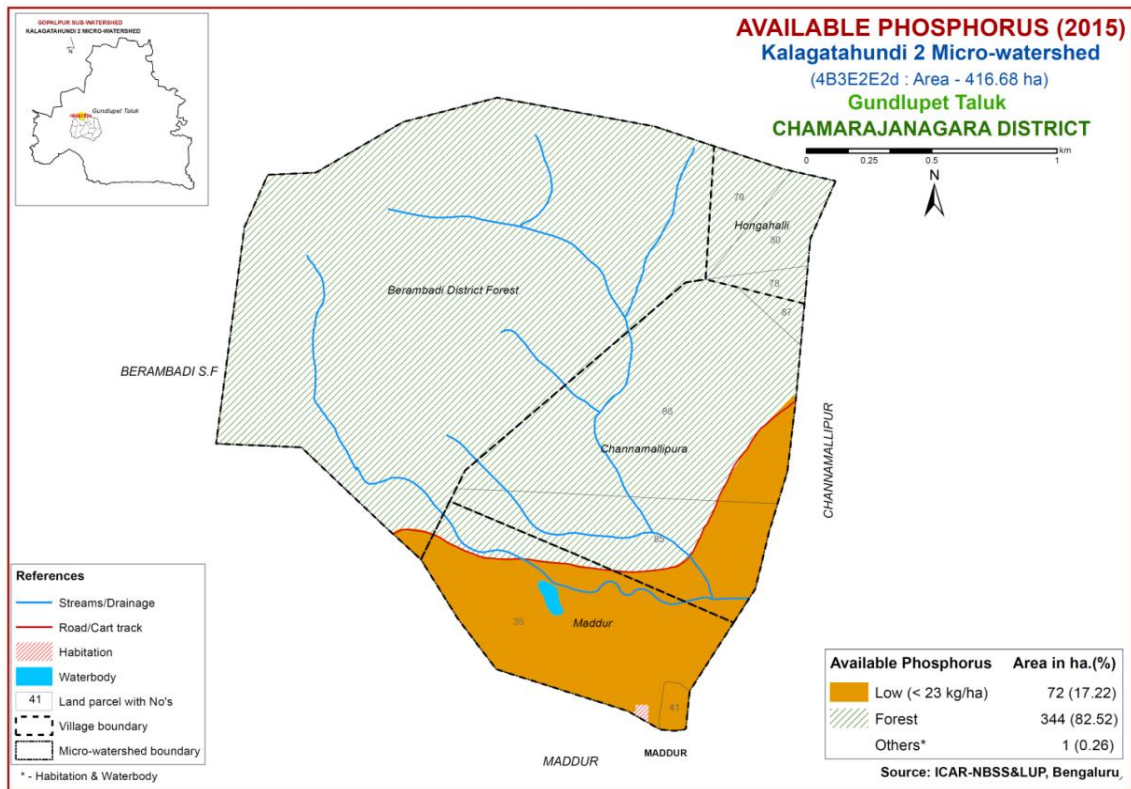 GOPALPUR SUB-WATERSHED
KALAGATAHUNDI 2 MICRO-WATERSHED
N
Gundlupet Taluk
AVAILABLE PHOSPHORUS (2015)
Kalagatahundi 2 Micro-watershed
(4B3E2E2d : Area - 416.68 ha)
Gundlupet Taluk
CHAMARAJANAGARA DISTRICT
km
0 0.25 0.5 1
N
Hongahalli
80
78
87
Berambadi District Forest
BERAMBADI S.F
Channamallipura
CHANNAMALLIPUR
85
35
Maddur
41
MADDUR
MADDUR
References
Streams/Drainage
Road/Cart track
Habitation
Waterbody
41 Land parcel with No's
Village boundary
Micro-watershed boundary
* - Habitation & Waterbody
Available Phosphorus Area in ha.(%)
Low (< 23 kg/ha) 72 (17.22)
Forest 344 (82.52)
Others* 1 (0.26)
Source: ICAR-NBSS&LUP, Bengaluru